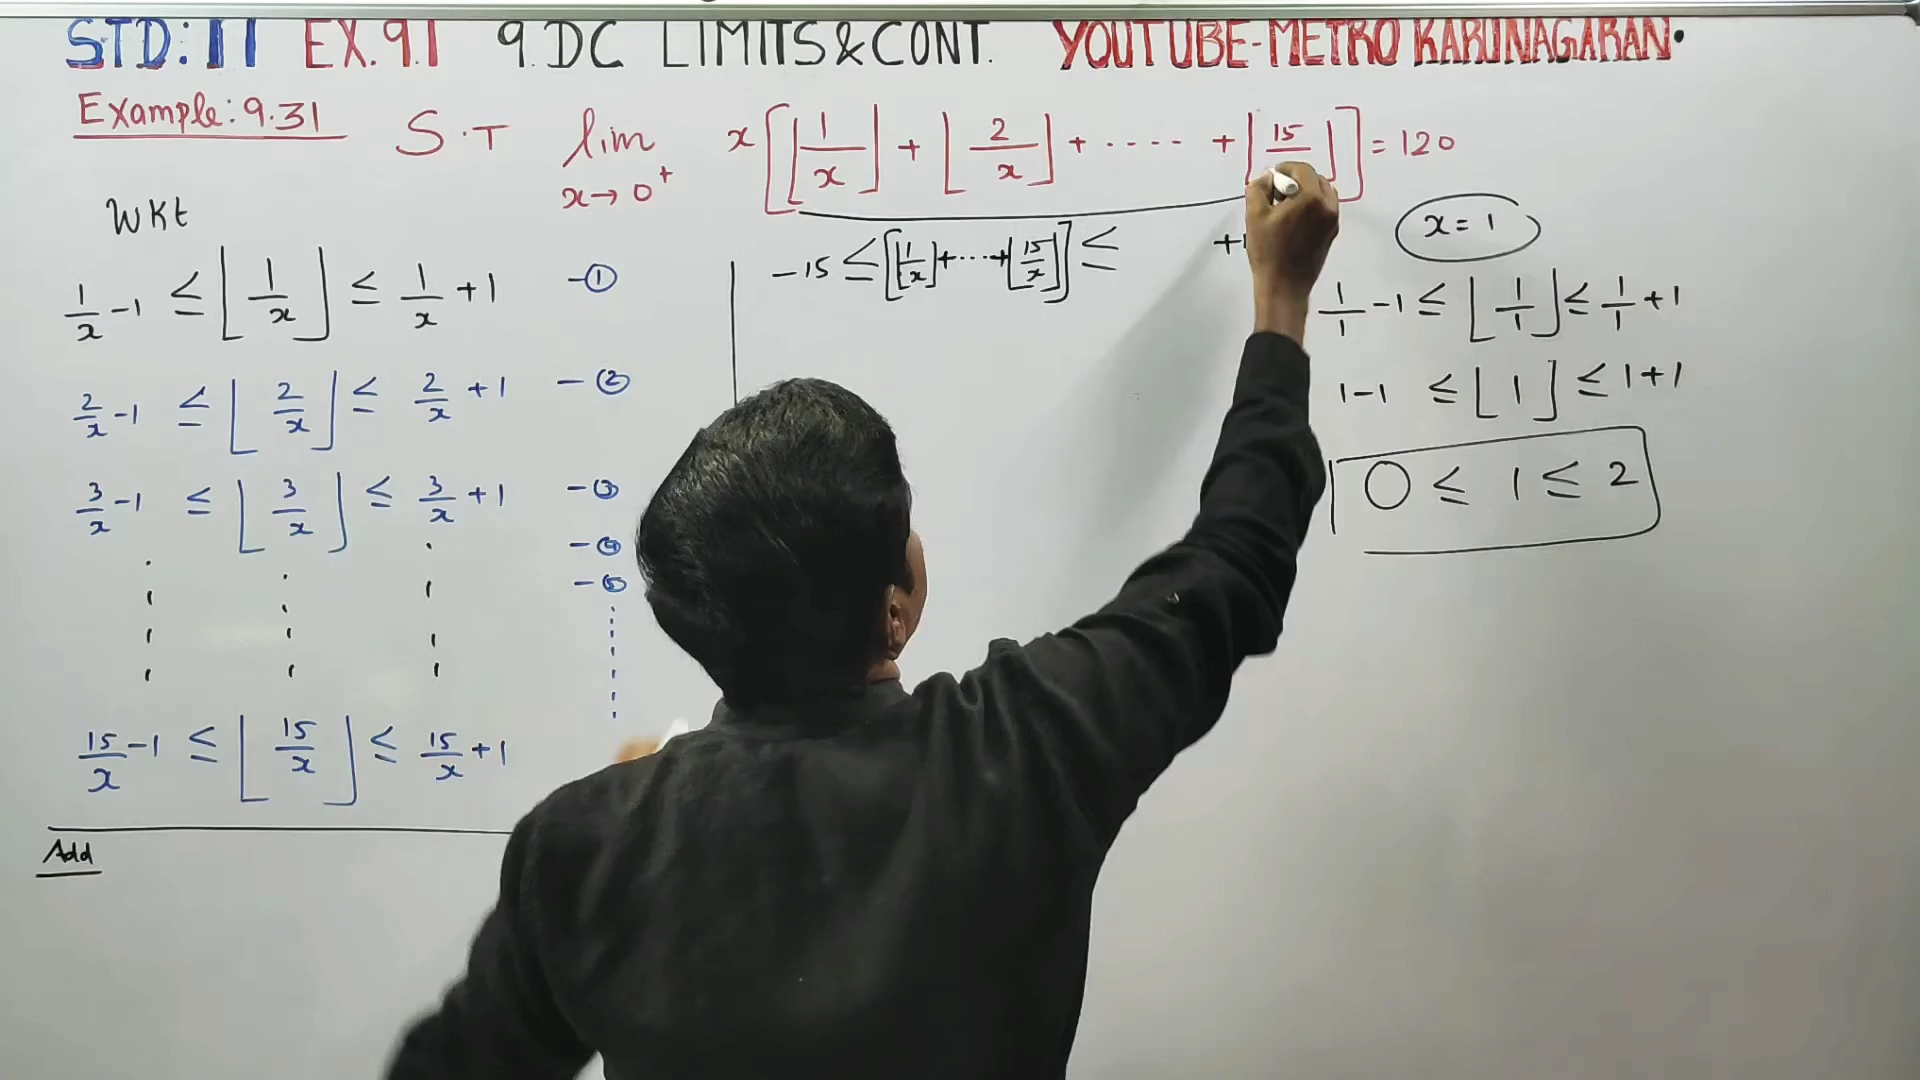 STD: 11 EX. 9.1 9. DC LIMITS & CONT. YOUTUBE-METRO KARUNAGARAN.
Example: 9.31 S.T lim x→0⁺ x[⌊1/x⌋ + ⌊2/x⌋ + ····· + ⌊15/ ⌋] = 120
WKt
1/x -1 ≤ ⌊1/x⌋ ≤ 1/x +1 -①
2/x -1 ≤ ⌊2/x⌋ ≤ 2/x +1 -②
3/x -1 ≤ ⌊3/x⌋ ≤ 3/x +1 -③
-④
-⑤
15/x -1 ≤ ⌊15/x⌋ ≤ 15/x +1
Add
-15 ≤ [⌊1/x⌋+···+⌊15/x⌋] ≤ +1
x = 1
1/1 -1 ≤ ⌊1/1⌋ ≤ 1/1 +1
1-1 ≤ ⌊1⌋ ≤ 1+1
0 ≤ 1 ≤ 2